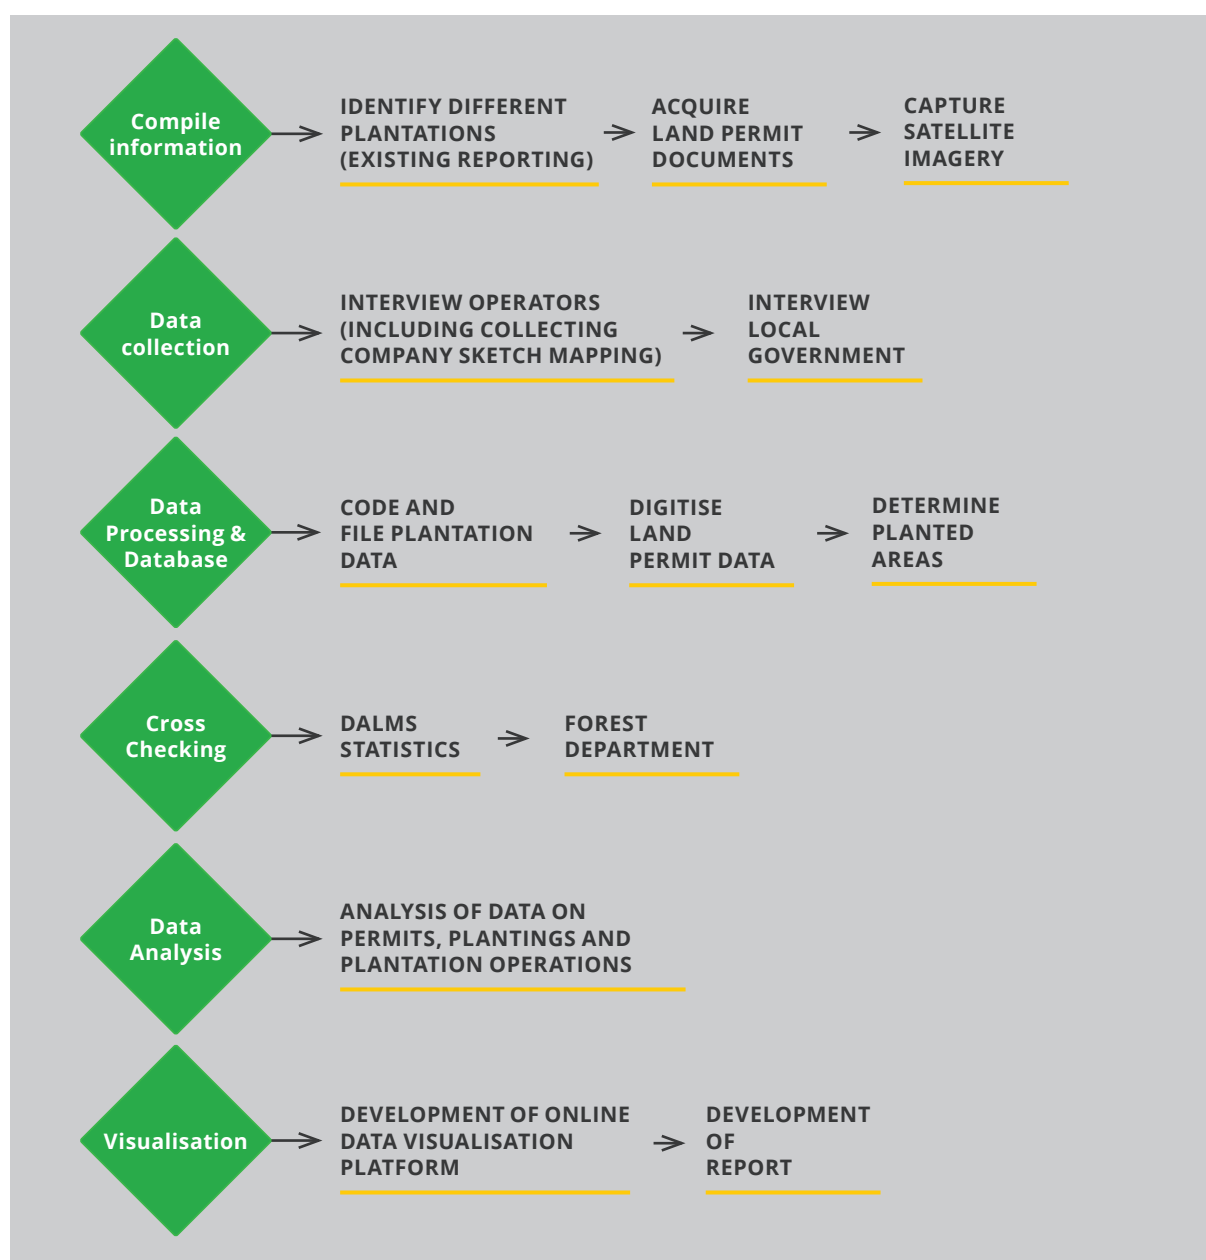 Compile
information
IDENTIFY DIFFERENT
PLANTATIONS
(EXISTING REPORTING)
ACQUIRE
LAND PERMIT
DOCUMENTS
CAPTURE
SATELLITE
IMAGERY
Data
collection
INTERVIEW OPERATORS
(INCLUDING COLLECTING
COMPANY SKETCH MAPPING)
INTERVIEW
LOCAL
GOVERNMENT
Data
Processing &
Database
CODE AND
FILE PLANTATION
DATA
DIGITISE
LAND
PERMIT DATA
DETERMINE
PLANTED
AREAS
Cross
Checking
DALMS
STATISTICS
FOREST
DEPARTMENT
Data
Analysis
ANALYSIS OF DATA ON
PERMITS, PLANTINGS AND
PLANTATION OPERATIONS
Visualisation
DEVELOPMENT OF ONLINE
DATA VISUALISATION
PLATFORM
DEVELOPMENT
OF
REPORT